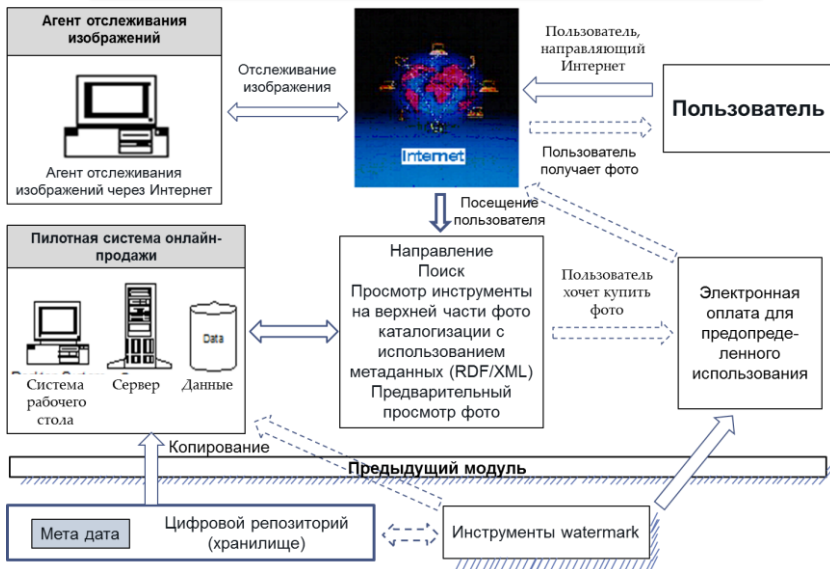 Агент отслеживания
изображений
Агент отслеживания
изображений через Интернет
Отслеживание
изображения
Internet
Пользователь,
направляющий
Интернет
Пользователь
Пользователь
получает фото
Посещение
пользователя
Пилотная система онлайн-
продажи
Data
Система
рабочего
стола
Сервер
Данные
Направление
Поиск
Просмотр инструменты
на верхней части фото
каталогизации с
использованием
метаданных (RDF/XML)
Предварительный
просмотр фото
Пользователь
хочет купить
фото
Электронная
оплата для
предопреде-
ленного
использования
Копирование
Предыдущий модуль
Мета дата
Цифровой репозиторий
(хранилище)
Инструменты watermark